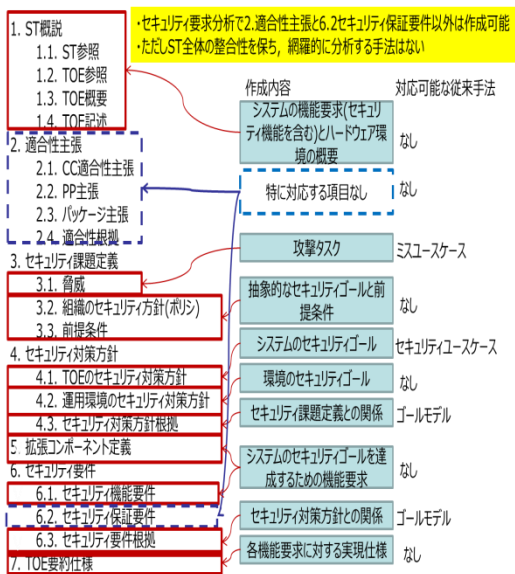 ・セキュリティ要求分析で2.適合性主張と6.2セキュリティ保証要件以外は作成可能
・ただしST全体の整合性を保ち，網羅的に分析する手法はない
1. ST概説
1.1. ST参照
1.2. TOE参照
1.3. TOE概要
1.4. TOE記述
2. 適合性主張
2.1. CC適合性主張
2.2. PP主張
2.3. パッケージ主張
2.4. 適合性根拠
3. セキュリティ課題定義
3.1. 脅威
3.2. 組織のセキュリティ方針(ポリシ)
3.3. 前提条件
4. セキュリティ対策方針
4.1. TOEのセキュリティ対策方針
4.2. 運用環境のセキュリティ対策方針
4.3. セキュリティ対策方針根拠
5. 拡張コンポーネント定義
6. セキュリティ要件
6.1. セキュリティ機能要件
6.2. セキュリティ保証要件
6.3. セキュリティ要件根拠
7. TOE要約仕様
作成内容
対応可能な従来手法
システムの機能要求(セキュリ
ティ機能を含む)とハードウェア環
境の概要
なし
特に対応する項目なし
なし
攻撃タスク
ミスユースケース
抽象的なセキュリティゴールと前
提条件
なし
システムのセキュリティゴール
セキュリティユースケース
環境のセキュリティゴール
なし
セキュリティ課題定義との関係
ゴールモデル
システムのセキュリティゴールを達
成するための機能要求
なし
セキュリティ対策方針との関係
ゴールモデル
各機能要求に対する実現仕様
なし